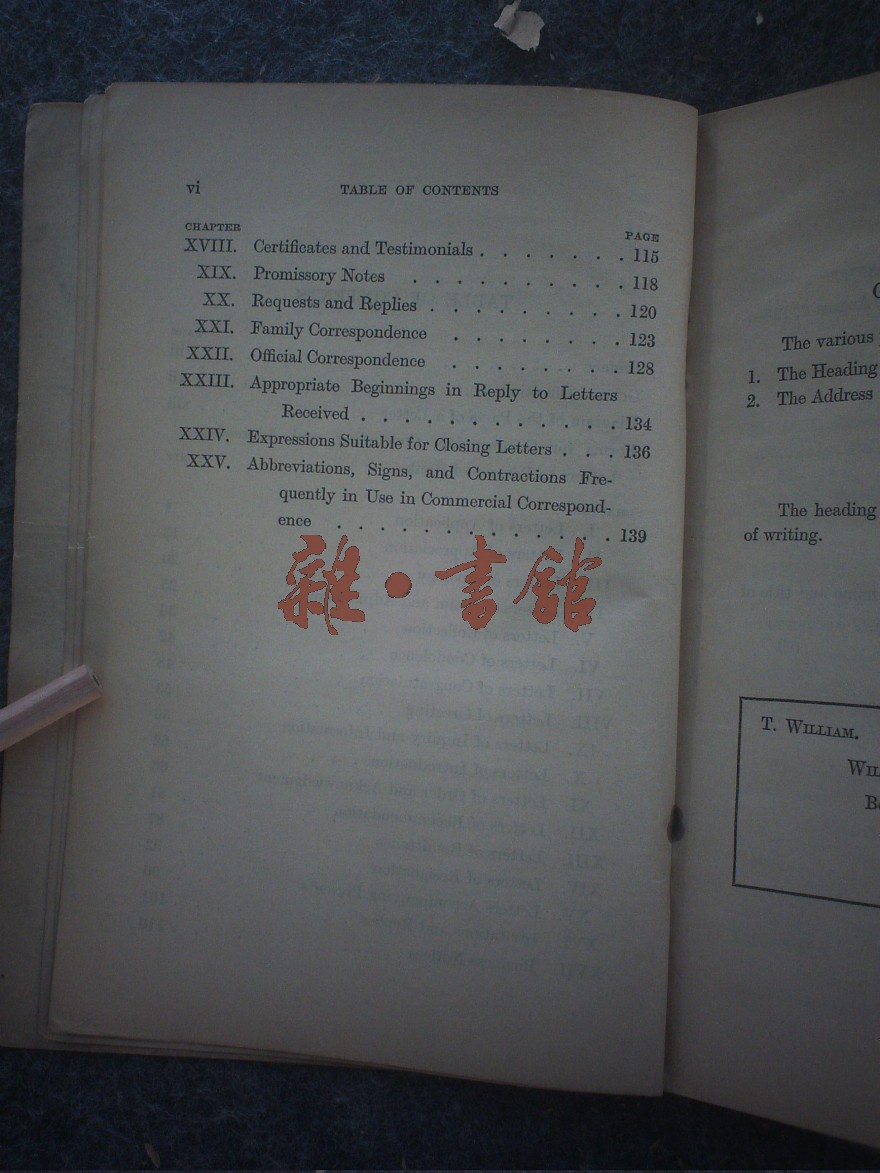 vi TABLE OF CONTENTS
CHAPTER PAGE
XVIII. Certificates and Testimonials . . . . . . . 115
XIX. Promissory Notes . . . . . . . . . . 118
XX. Requests and Replies . . . . . . . . . 120
XXI. Family Correspondence . . . . . . . . 123
XXII. Official Correspondence . . . . . . . . 128
XXIII. Appropriate Beginnings in Reply to Letters
Received . . . . . . . . . . . . 134
XXIV. Expressions Suitable for Closing Letters . . . 136
XXV. Abbreviations, Signs, and Contractions Fre-
quently in Use in Commercial Correspond-
ence . . . . . . . . . . . . . 139
雜·書館
The various
1. The Heading
2. The Address
The heading
of writing.
T. WILLIAM.